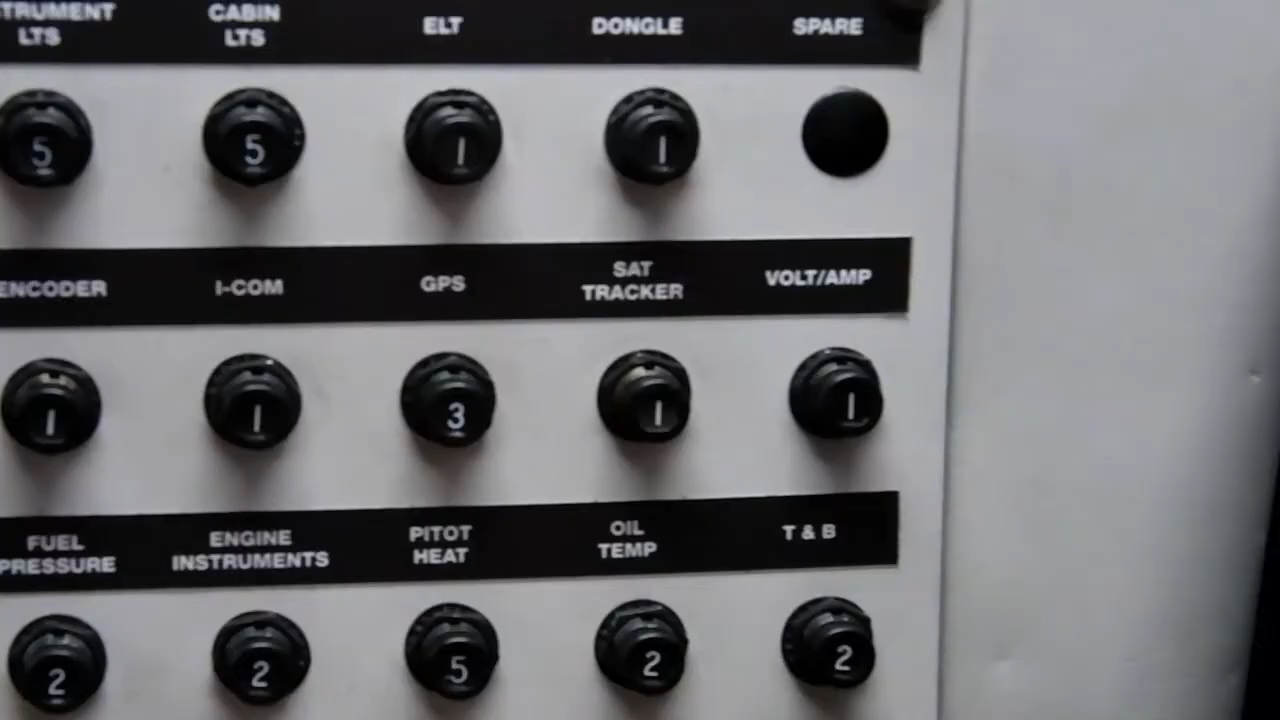 TRUMENT CABIN
LTS LTS ELT DONGLE SPARE
5 5 1 1
ENCODER I-COM GPS SAT TRACKER VOLT/AMP
1 1 3 1 1
FUEL PRESSURE ENGINE INSTRUMENTS PITOT HEAT OIL TEMP T & B
2 2 5 2 2